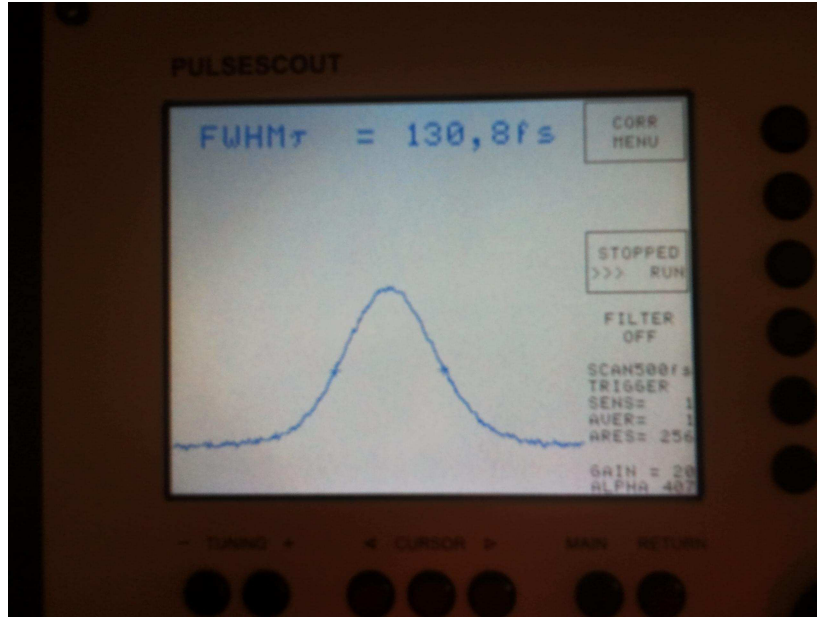 PULSESCOUT
FWHMτ = 130,8fs
CORR
MENU
STOPPED
>>> RUN
FILTER
OFF
SCAN500fs
TRIGGER
SENS= 1
AVER= 1
ARES= 256
GAIN = 20
ALPHA 407
- TUNING +
◁ CURSOR ▷
MAIN
RETURN